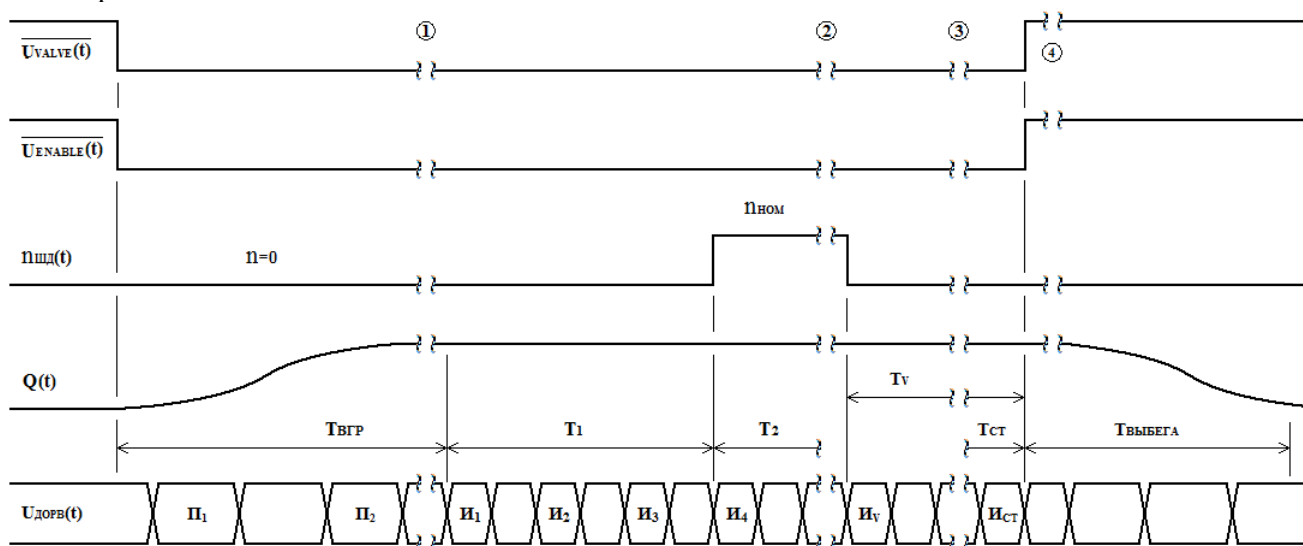 ① ② ③
UVALVE(t) ④
UENABLE(t)
nНОМ
nШД(t) n=0
Q(t) TV
TВГР T1 T2 TСТ TВЫБЕГА
UДОРВ(t) П1 П2 И1 И2 И3 И4 ИV ИСТ